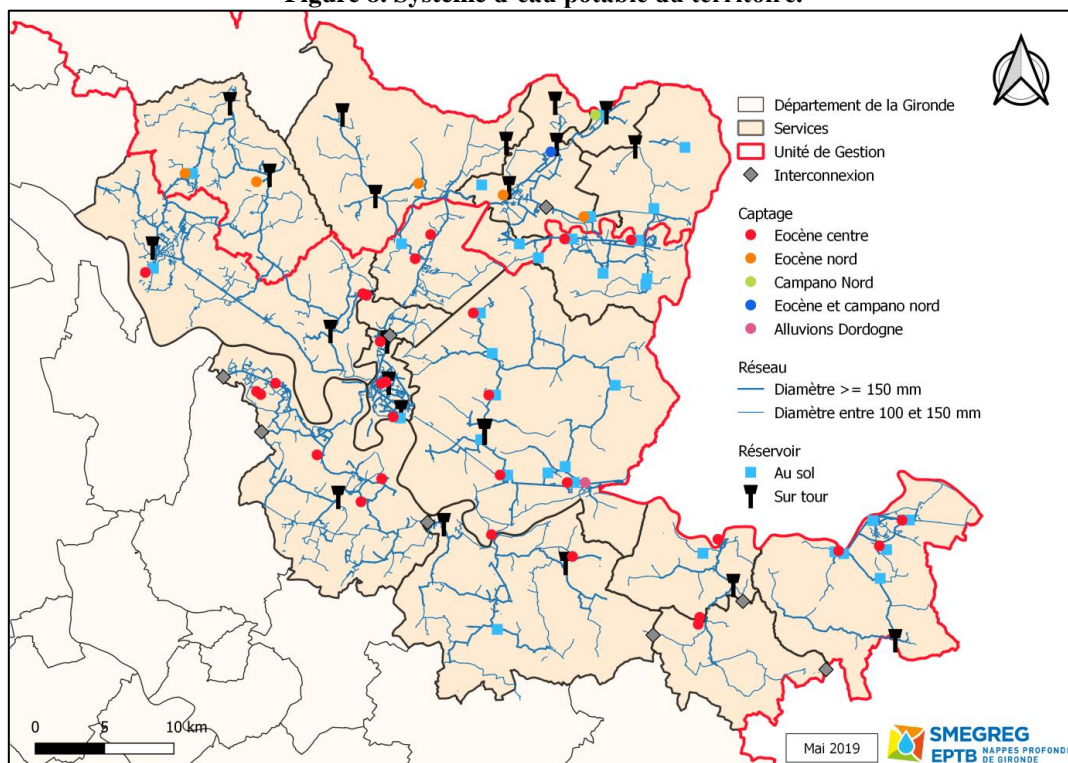 Figure 8. Système d'eau potable du territoire.
Département de la Gironde
Services
Unité de Gestion
Interconnexion
Captage
Eocène centre
Eocène nord
Campano Nord
Eocène et campano nord
Alluvions Dordogne
Réseau
Diamètre >= 150 mm
Diamètre entre 100 et 150 mm
Réservoir
Au sol
Sur tour
0 5 10 km
Mai 2019
SMEGREG
EPTB NAPPES PROFONDES
DE GIRONDE